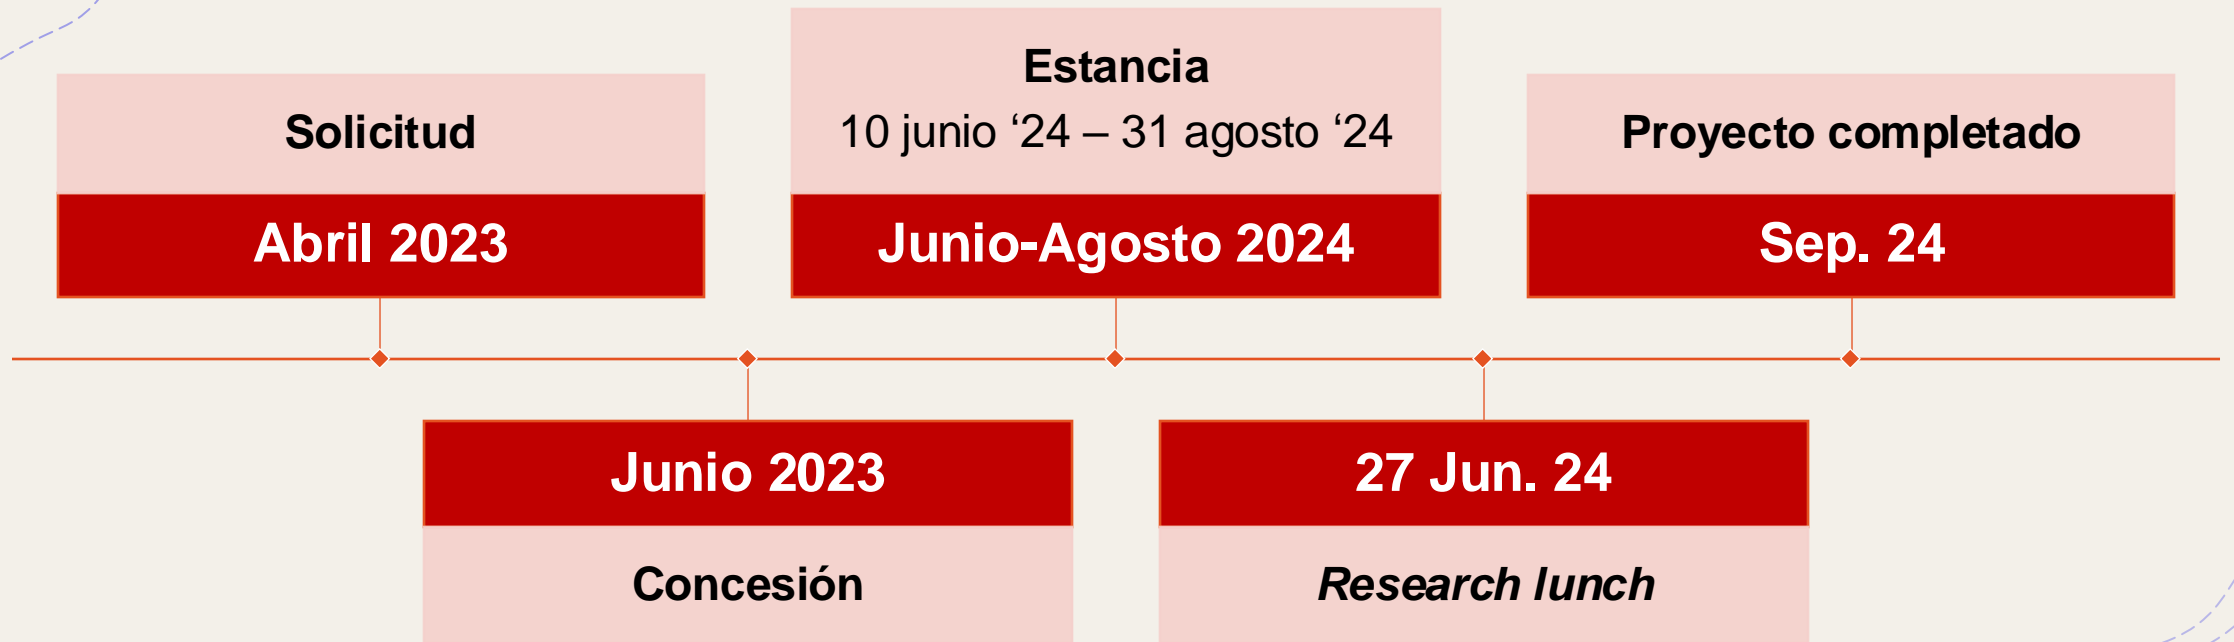 Solicitud
Abril 2023
Junio 2023
Concesión
Estancia
10 junio ‘24 – 31 agosto ‘24
Junio-Agosto 2024
27 Jun. 24
Research lunch
Proyecto completado
Sep. 24